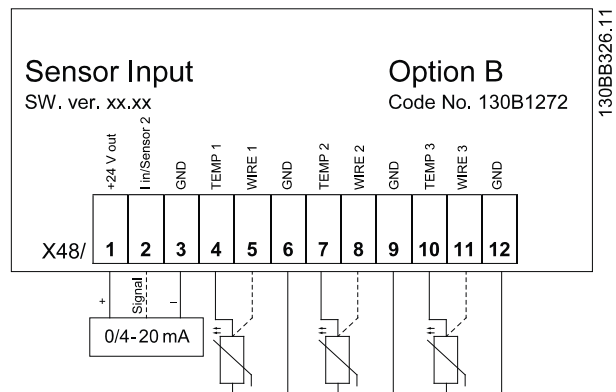 Sensor Input
SW. ver. xx.xx
Option B
Code No. 130B1272
130BB326.11
+24 V out
I in/Sensor 2
GND
TEMP 1
WIRE 1
GND
TEMP 2
WIRE 2
GND
TEMP 3
WIRE 3
GND
X48/ 1 2 3 4 5 6 7 8 9 10 11 12
+ Signal –
0/4-20 mA